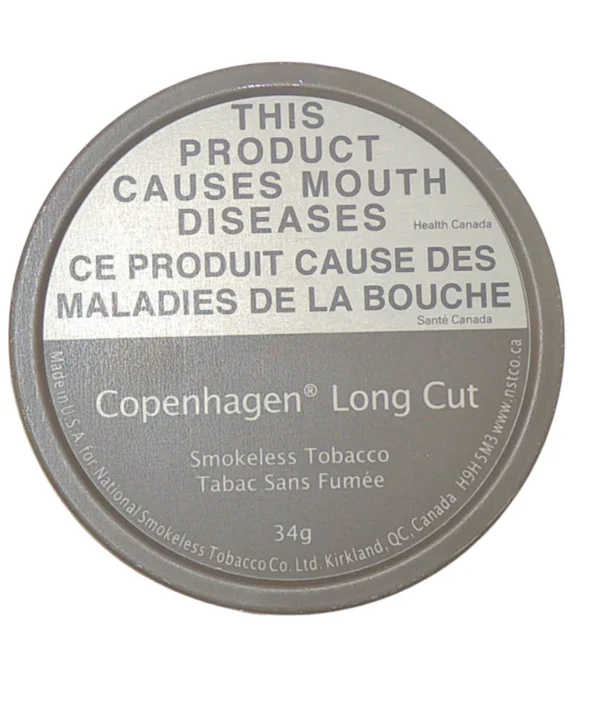 THIS
PRODUCT
CAUSES MOUTH
DISEASES
Health Canada
CE PRODUIT CAUSE DES
MALADIES DE LA BOUCHE
Santé Canada
Copenhagen® Long Cut
Smokeless Tobacco
Tabac Sans Fumée
34g
Made in U.S.A for National Smokeless Tobacco Co. Ltd. Kirkland, QC, Canada H9H 5M3 www.nstco.ca